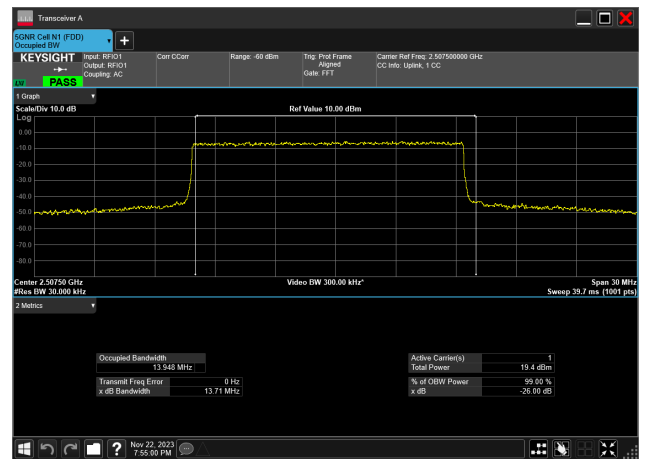 Transceiver A
5GNR Cell N1 (FDD)
Occupied BW
+
KEYSIGHT
LXI
PASS
Input: RFIO1
Output: RFIO1
Coupling: AC
Corr CCorr
Range: -60 dBm
Trig: Prot Frame
Aligned
Gate: FFT
Carrier Ref Freq: 2.507500000 GHz
CC Info: Uplink, 1 CC
1 Graph
Scale/Div 10.0 dB
Ref Value 10.00 dBm
Log
0.00
-10.0
-20.0
-30.0
-40.0
-50.0
-60.0
-70.0
-80.0
Center 2.50750 GHz
Video BW 300.00 kHz*
Span 30 MHz
#Res BW 30.000 kHz
Sweep 39.7 ms (1001 pts)
2 Metrics
Occupied Bandwidth
13.948 MHz
Active Carrier(s) 1
Total Power 19.4 dBm
Transmit Freq Error 0 Hz
x dB Bandwidth 13.71 MHz
% of OBW Power 99.00 %
x dB -26.00 dB
?
Nov 22, 2023
7:55:00 PM